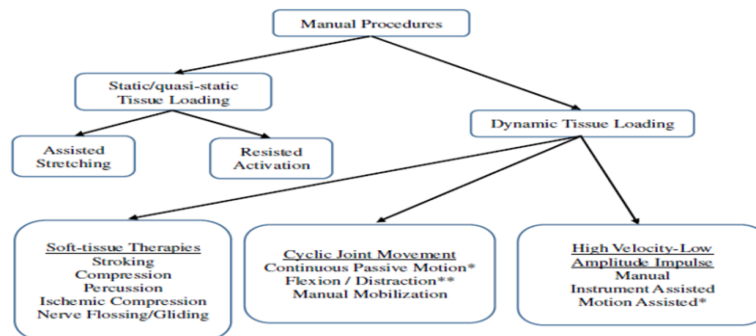 Manual Procedures
Static/quasi-static
Tissue Loading
Dynamic Tissue Loading
Assisted
Stretching
Resisted
Activation
Soft-tissue Therapies
Stroking
Compression
Percussion
Ischemic Compression
Nerve Flossing/Gliding
Cyclic Joint Movement
Continuous Passive Motion*
Flexion / Distraction**
Manual Mobilization
High Velocity-Low
Amplitude Impulse
Manual
Instrument Assisted
Motion Assisted*